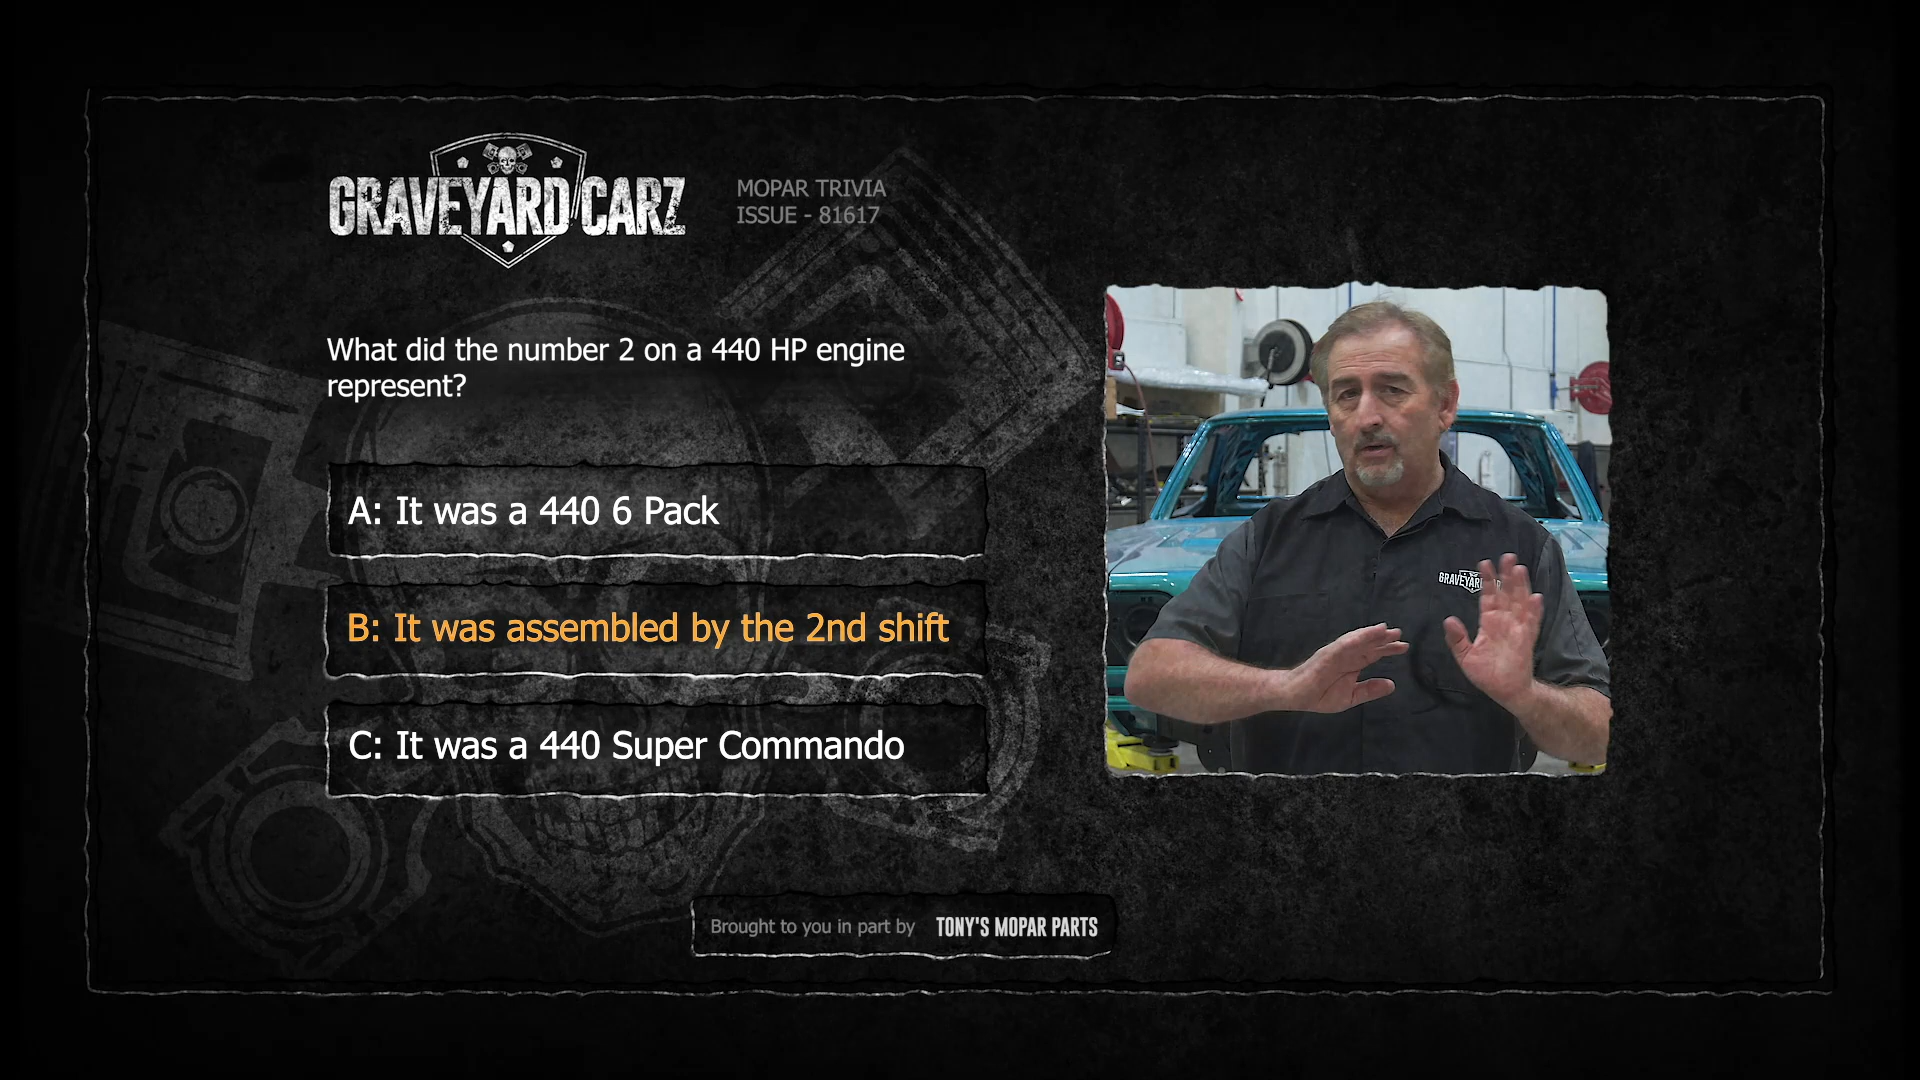 GRAVEYARD CARZ
MOPAR TRIVIA
ISSUE - 81617
What did the number 2 on a 440 HP engine
represent?
A: It was a 440 6 Pack
B: It was assembled by the 2nd shift
C: It was a 440 Super Commando
GRAVEYARD
Brought to you in part by TONY'S MOPAR PARTS